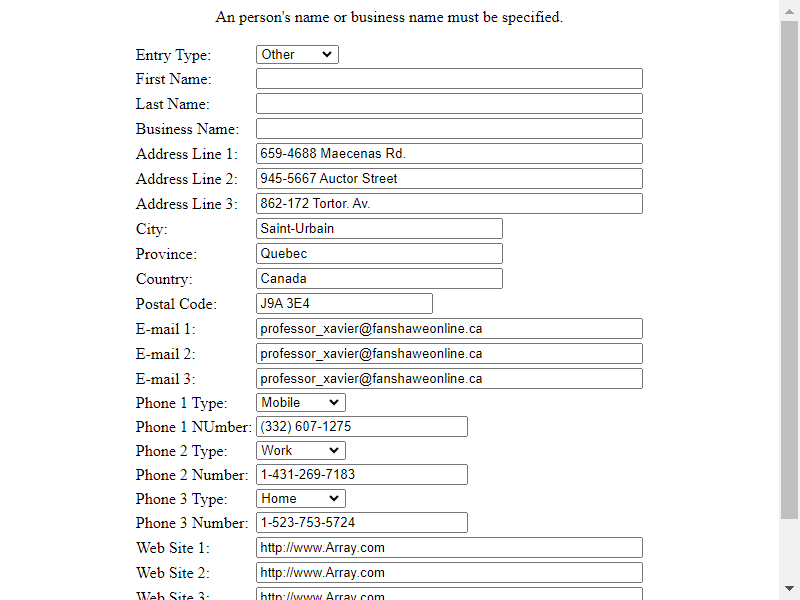 An person's name or business name must be specified.
Entry Type: Other
First Name:
Last Name:
Business Name:
Address Line 1: 659-4688 Maecenas Rd.
Address Line 2: 945-5667 Auctor Street
Address Line 3: 862-172 Tortor. Av.
City: Saint-Urbain
Province: Quebec
Country: Canada
Postal Code: J9A 3E4
E-mail 1: professor_xavier@fanshaweonline.ca
E-mail 2: professor_xavier@fanshaweonline.ca
E-mail 3: professor_xavier@fanshaweonline.ca
Phone 1 Type: Mobile
Phone 1 NUmber: (332) 607-1275
Phone 2 Type: Work
Phone 2 Number: 1-431-269-7183
Phone 3 Type: Home
Phone 3 Number: 1-523-753-5724
Web Site 1: http://www.Array.com
Web Site 2: http://www.Array.com
Web Site 3: http://www.Array.com